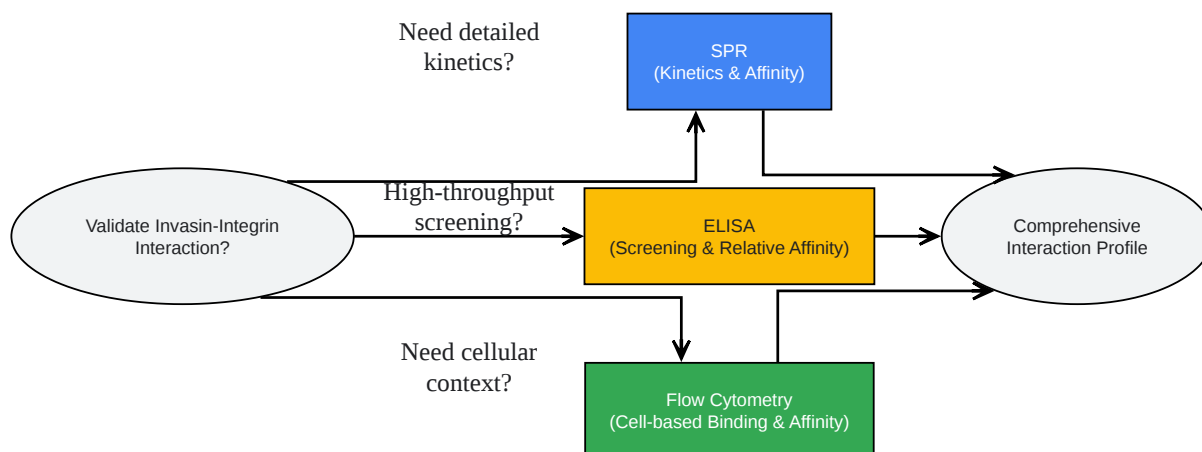 Need detailed
kinetics?
SPR
(Kinetics & Affinity)
High-throughput
screening?
Validate Invasin-Integrin
Interaction?
ELISA
(Screening & Relative Affinity)
Comprehensive
Interaction Profile
Need cellular
context?
Flow Cytometry
(Cell-based Binding & Affinity)